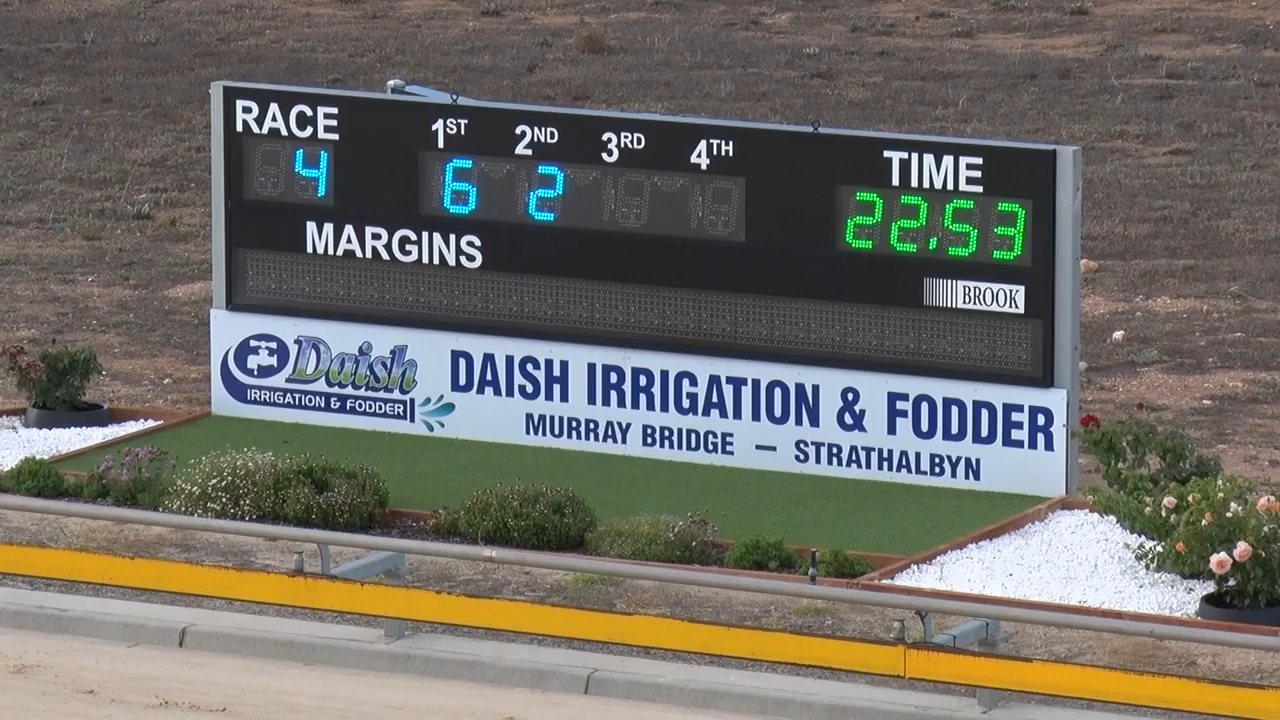 RACE 1ST 2ND 3RD 4TH TIME
4 6 2 22.53
MARGINS
BROOK
Daish
IRRIGATION & FODDER
DAISH IRRIGATION & FODDER
MURRAY BRIDGE — STRATHALBYN